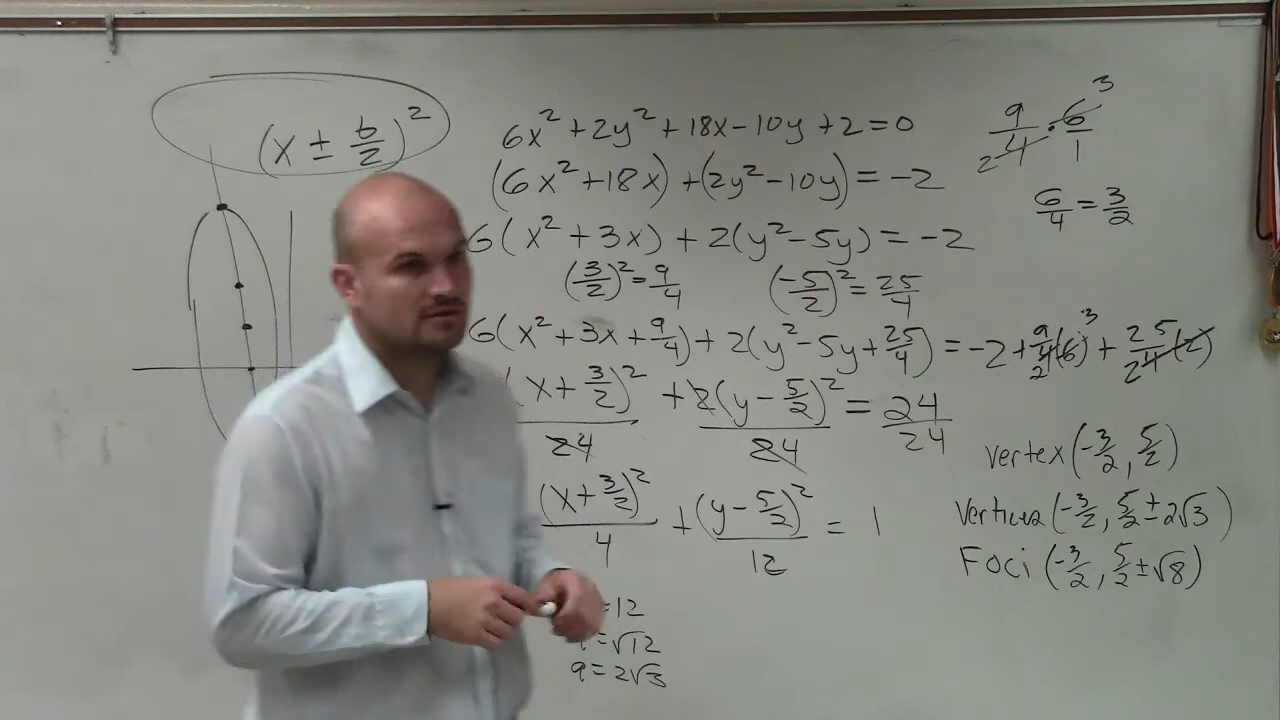 (x ± b/2)²
6x² + 2y² + 18x - 10y + 2 = 0
(6x² + 18x) + (2y² - 10y) = -2
6(x² + 3x) + 2(y² - 5y) = -2
(3/2)² = 9/4 (-5/2)² = 25/4
6(x² + 3x + 9/4) + 2(y² - 5y + 25/4) = -2 + 9/4(6) 3 2 + 25/4(2) 2
(x + 3/2)²/24 + 2(y - 5/2)²/24 = 24/24
(x + 3/2)²/4 + (y - 5/2)²/12 = 1
=12
=√12
a = 2√3
9/4 · 6/1 3 2
6/4 = 3/2
vertex (-3/2, 5/2)
Vertices (-3/2, 5/2 ± 2√3)
Foci (-3/2, 5/2 ± √8)